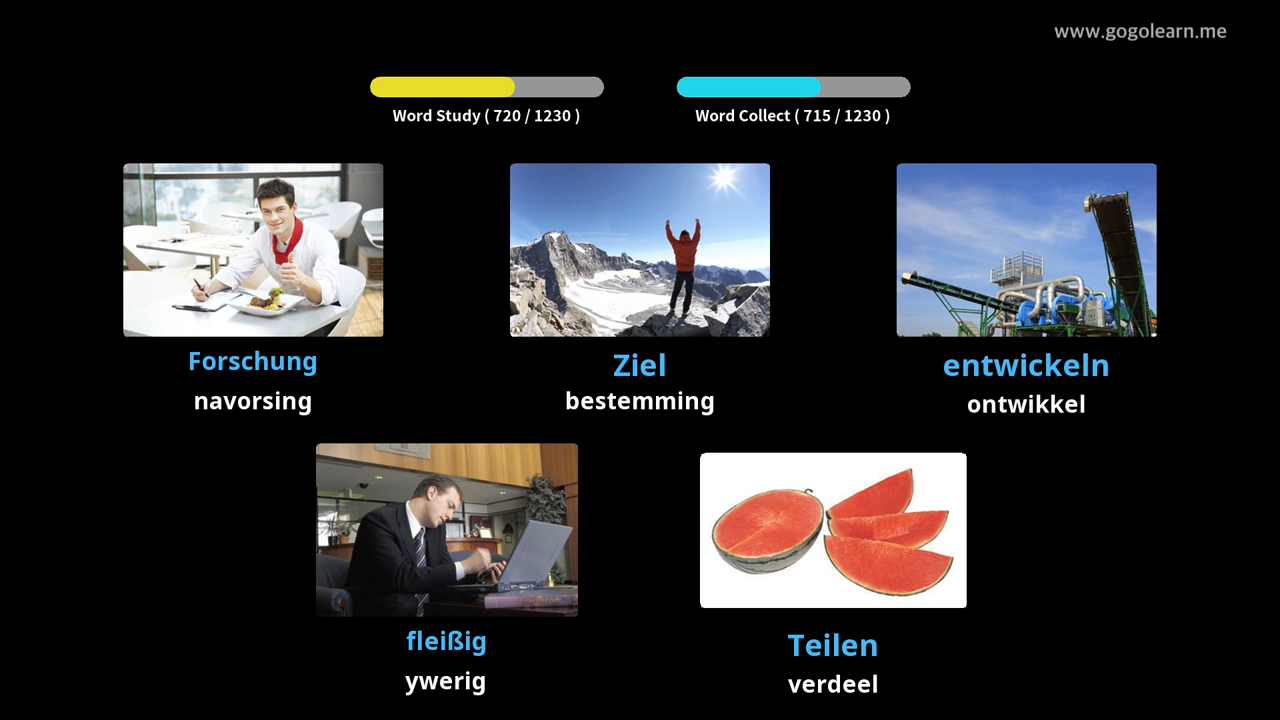 www.gogolearn.me
Word Study ( 720 / 1230 )
Word Collect ( 715 / 1230 )
Forschung
navorsing
Ziel
bestemming
entwickeln
ontwikkel
fleißig
ywerig
Teilen
verdeel